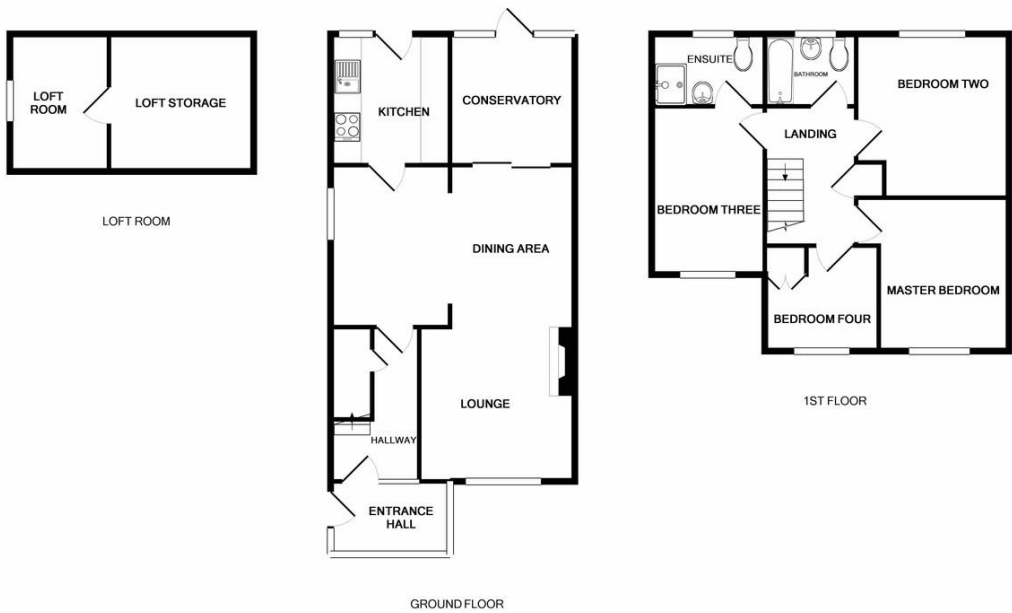 LOFT
ROOM
LOFT STORAGE
LOFT ROOM
KITCHEN
CONSERVATORY
DINING AREA
LOUNGE
HALLWAY
ENTRANCE
HALL
GROUND FLOOR
ENSUITE
BATHROOM
BEDROOM TWO
LANDING
BEDROOM THREE
MASTER BEDROOM
BEDROOM FOUR
1ST FLOOR